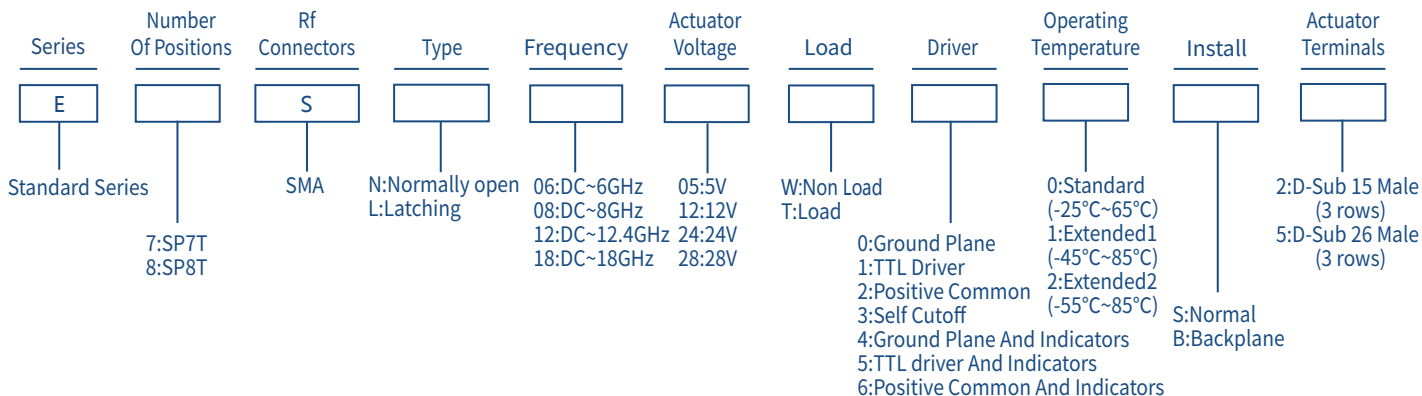 Series
Number
Of Positions
Rf
Connectors
Type
Frequency
Actuator
Voltage
Load
Driver
Operating
Temperature
Install
Actuator
Terminals
E
S
Standard Series
7:SP7T
8:SP8T
SMA
N:Normally open
L:Latching
06:DC~6GHz
08:DC~8GHz
12:DC~12.4GHz
18:DC~18GHz
05:5V
12:12V
24:24V
28:28V
W:Non Load
T:Load
0:Ground Plane
1:TTL Driver
2:Positive Common
3:Self Cutoff
4:Ground Plane And Indicators
5:TTL driver And Indicators
6:Positive Common And Indicators
0:Standard
(-25°C~65°C)
1:Extended1
(-45°C~85°C)
2:Extended2
(-55°C~85°C)
S:Normal
B:Backplane
2:D-Sub 15 Male
(3 rows)
5:D-Sub 26 Male
(3 rows)